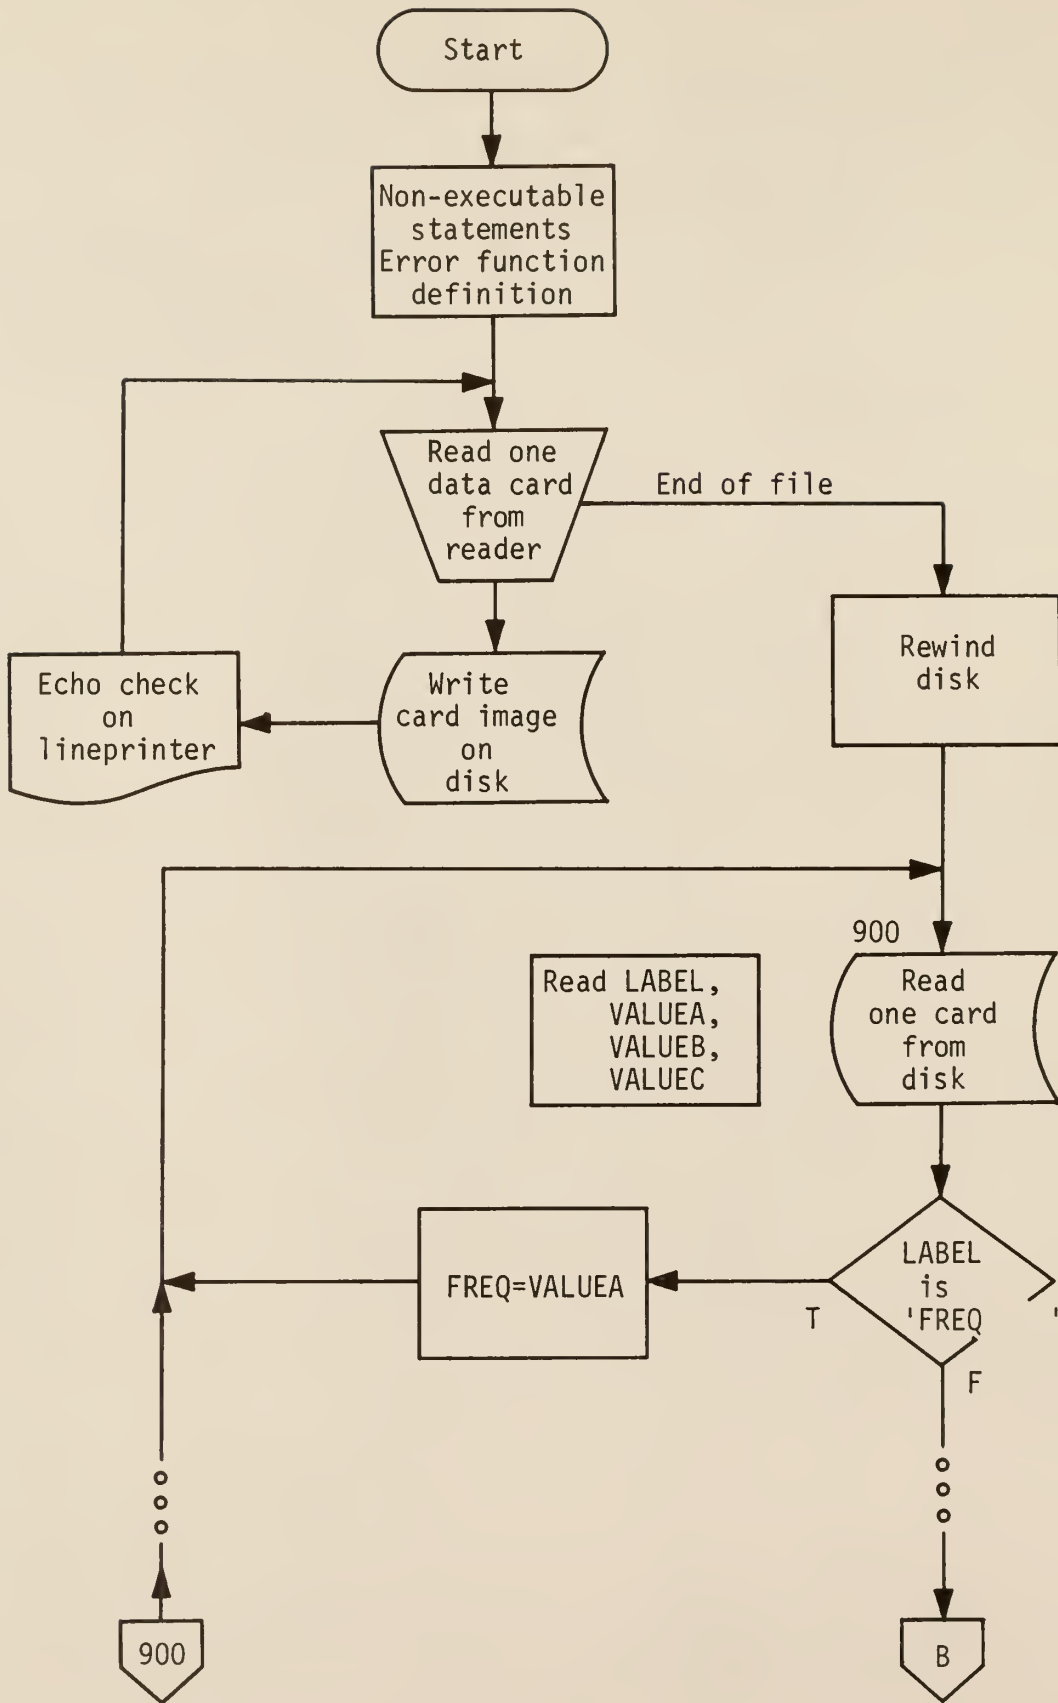 Start
Non-executable
statements
Error function
definition
Read one
data card
from
reader
End of file
Rewind
disk
Echo check
on
lineprinter
Write
card image
on
disk
900
Read LABEL,
VALUEA,
VALUEB,
VALUEC
Read
one card
from
disk
LABEL
is
'FREQ '
FREQ=VALUEA
T
F
900
B